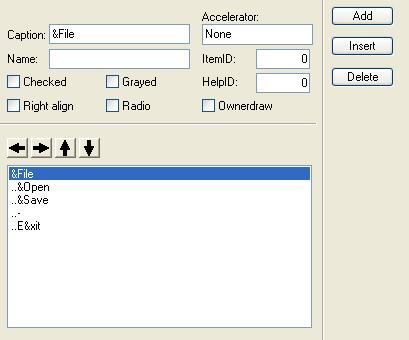 Accelerator:
Caption: &File None
Name: ItemID: 0
Checked Grayed HelpID: 0
Right align Radio Ownerdraw
Add
Insert
Delete
&File
..&Open
..&Save
..-
..E&xit